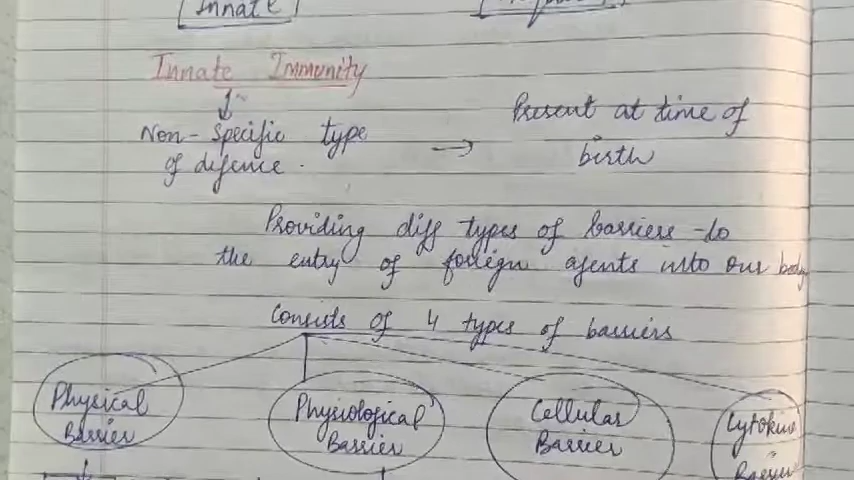 Innate
Innate Immunity
Non-Specific type
of defence.
→ Present at time of
birth
Providing diff types of barriers to
the entry of foreign agents into our body
Consists of 4 types of barriers
Physical
Barrier
Physiological
Barrier
Cellular
Barrier
Cytokine
Barrier